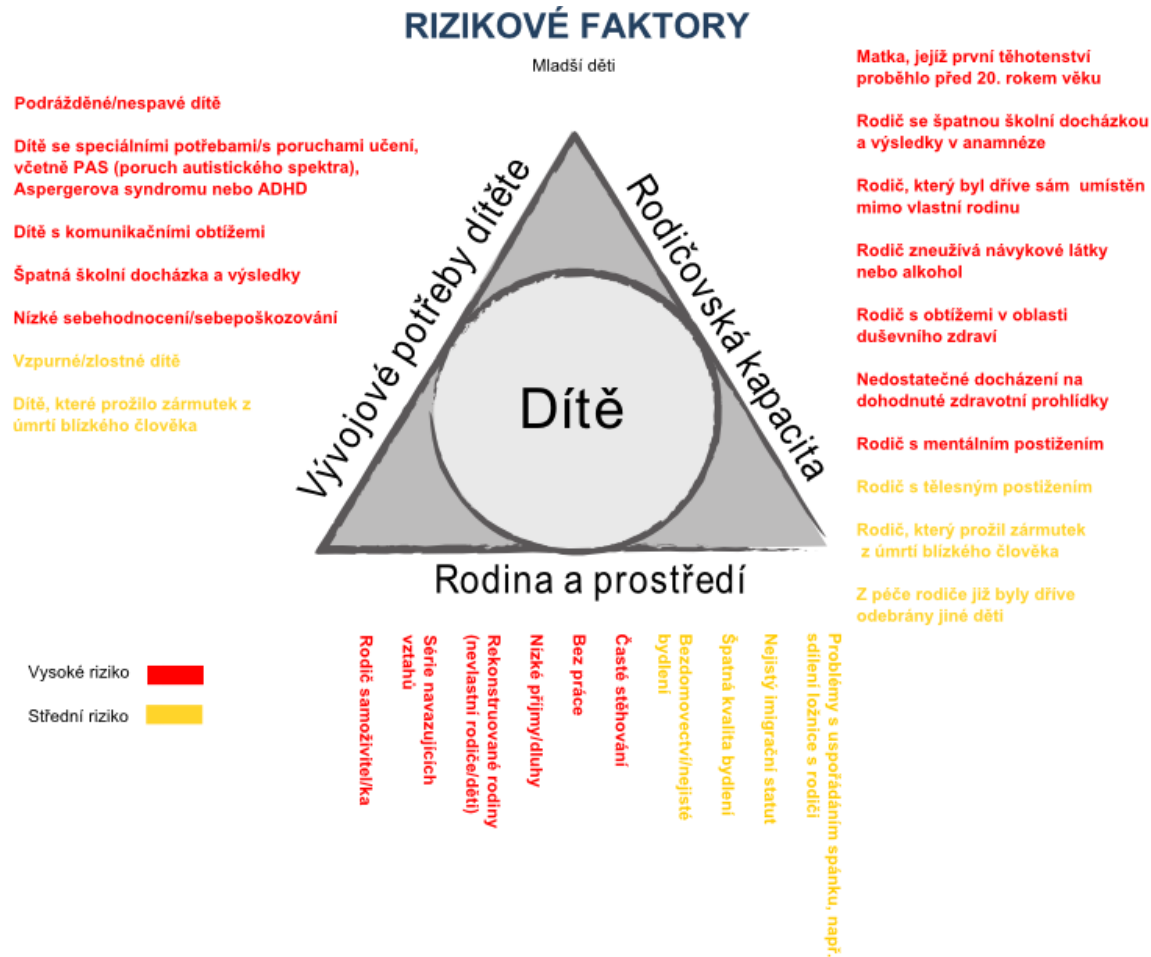 RIZIKOVÉ FAKTORY
Mladší děti
Podrážděné/nespavé dítě
Dítě se speciálními potřebami/s poruchami učení,
včetně PAS (poruch autistického spektra),
Aspergerova syndromu nebo ADHD
Dítě s komunikačními obtížemi
Špatná školní docházka a výsledky
Nízké sebehodnocení/sebepoškozování
Vzpurné/zlostné dítě
Dítě, které prožilo zármutek z
úmrtí blízkého člověka
Vývojové potřeby dítěte
Dítě
Rodičovská kapacita
Rodina a prostředí
Matka, jejíž první těhotenství
proběhlo před 20. rokem věku
Rodič se špatnou školní docházkou
a výsledky v anamnéze
Rodič, který byl dříve sám umístěn
mimo vlastní rodinu
Rodič zneužívá návykové látky
nebo alkohol
Rodič s obtížemi v oblasti
duševního zdraví
Nedostatečné docházení na
dohodnuté zdravotní prohlídky
Rodič s mentálním postižením
Rodič s tělesným postižením
Rodič, který prožil zármutek
z úmrtí blízkého člověka
Z péče rodiče již byly dříve
odebrány jiné děti
Rodič samoživitel/ka
Série navazujících
vztahů
Rekonstruované rodiny
(nevlastní rodiče/děti)
Nízké příjmy/dluhy
Bez práce
Časté stěhování
Bezdomovectví/nejisté
bydlení
Špatná kvalita bydlení
Nejistý imigrační statut
Problémy s uspořádáním spánku, např.
sdílení ložnice s rodiči
Vysoké riziko
Střední riziko